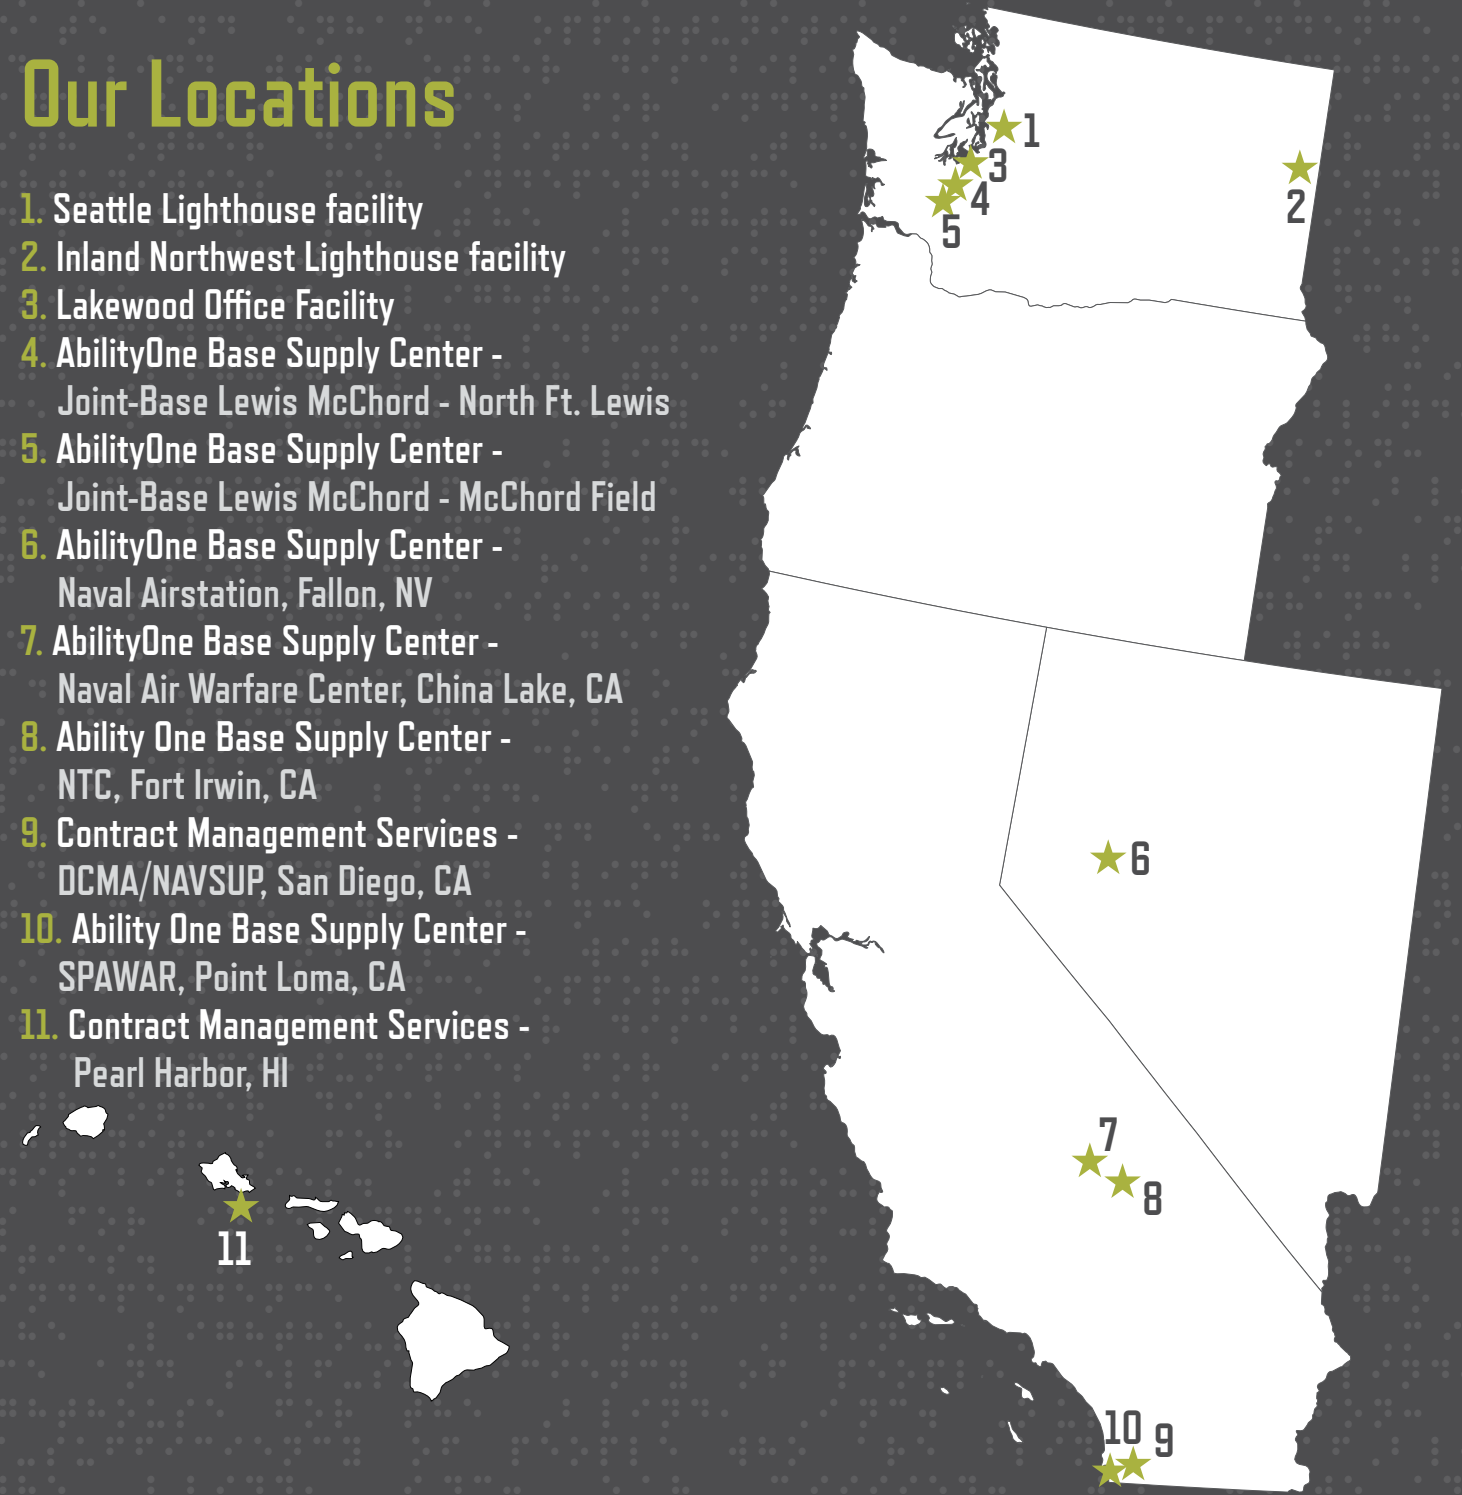 Our Locations
1. Seattle Lighthouse facility
2. Inland Northwest Lighthouse facility
3. Lakewood Office Facility
4. AbilityOne Base Supply Center -
Joint-Base Lewis McChord - North Ft. Lewis
5. AbilityOne Base Supply Center -
Joint-Base Lewis McChord - McChord Field
6. AbilityOne Base Supply Center -
Naval Airstation, Fallon, NV
7. AbilityOne Base Supply Center -
Naval Air Warfare Center, China Lake, CA
8. Ability One Base Supply Center -
NTC, Fort Irwin, CA
9. Contract Management Services -
DCMA/NAVSUP, San Diego, CA
10. Ability One Base Supply Center -
SPAWAR, Point Loma, CA
11. Contract Management Services -
Pearl Harbor, HI
1
2
3
4
5
6
7
8
10
9
11